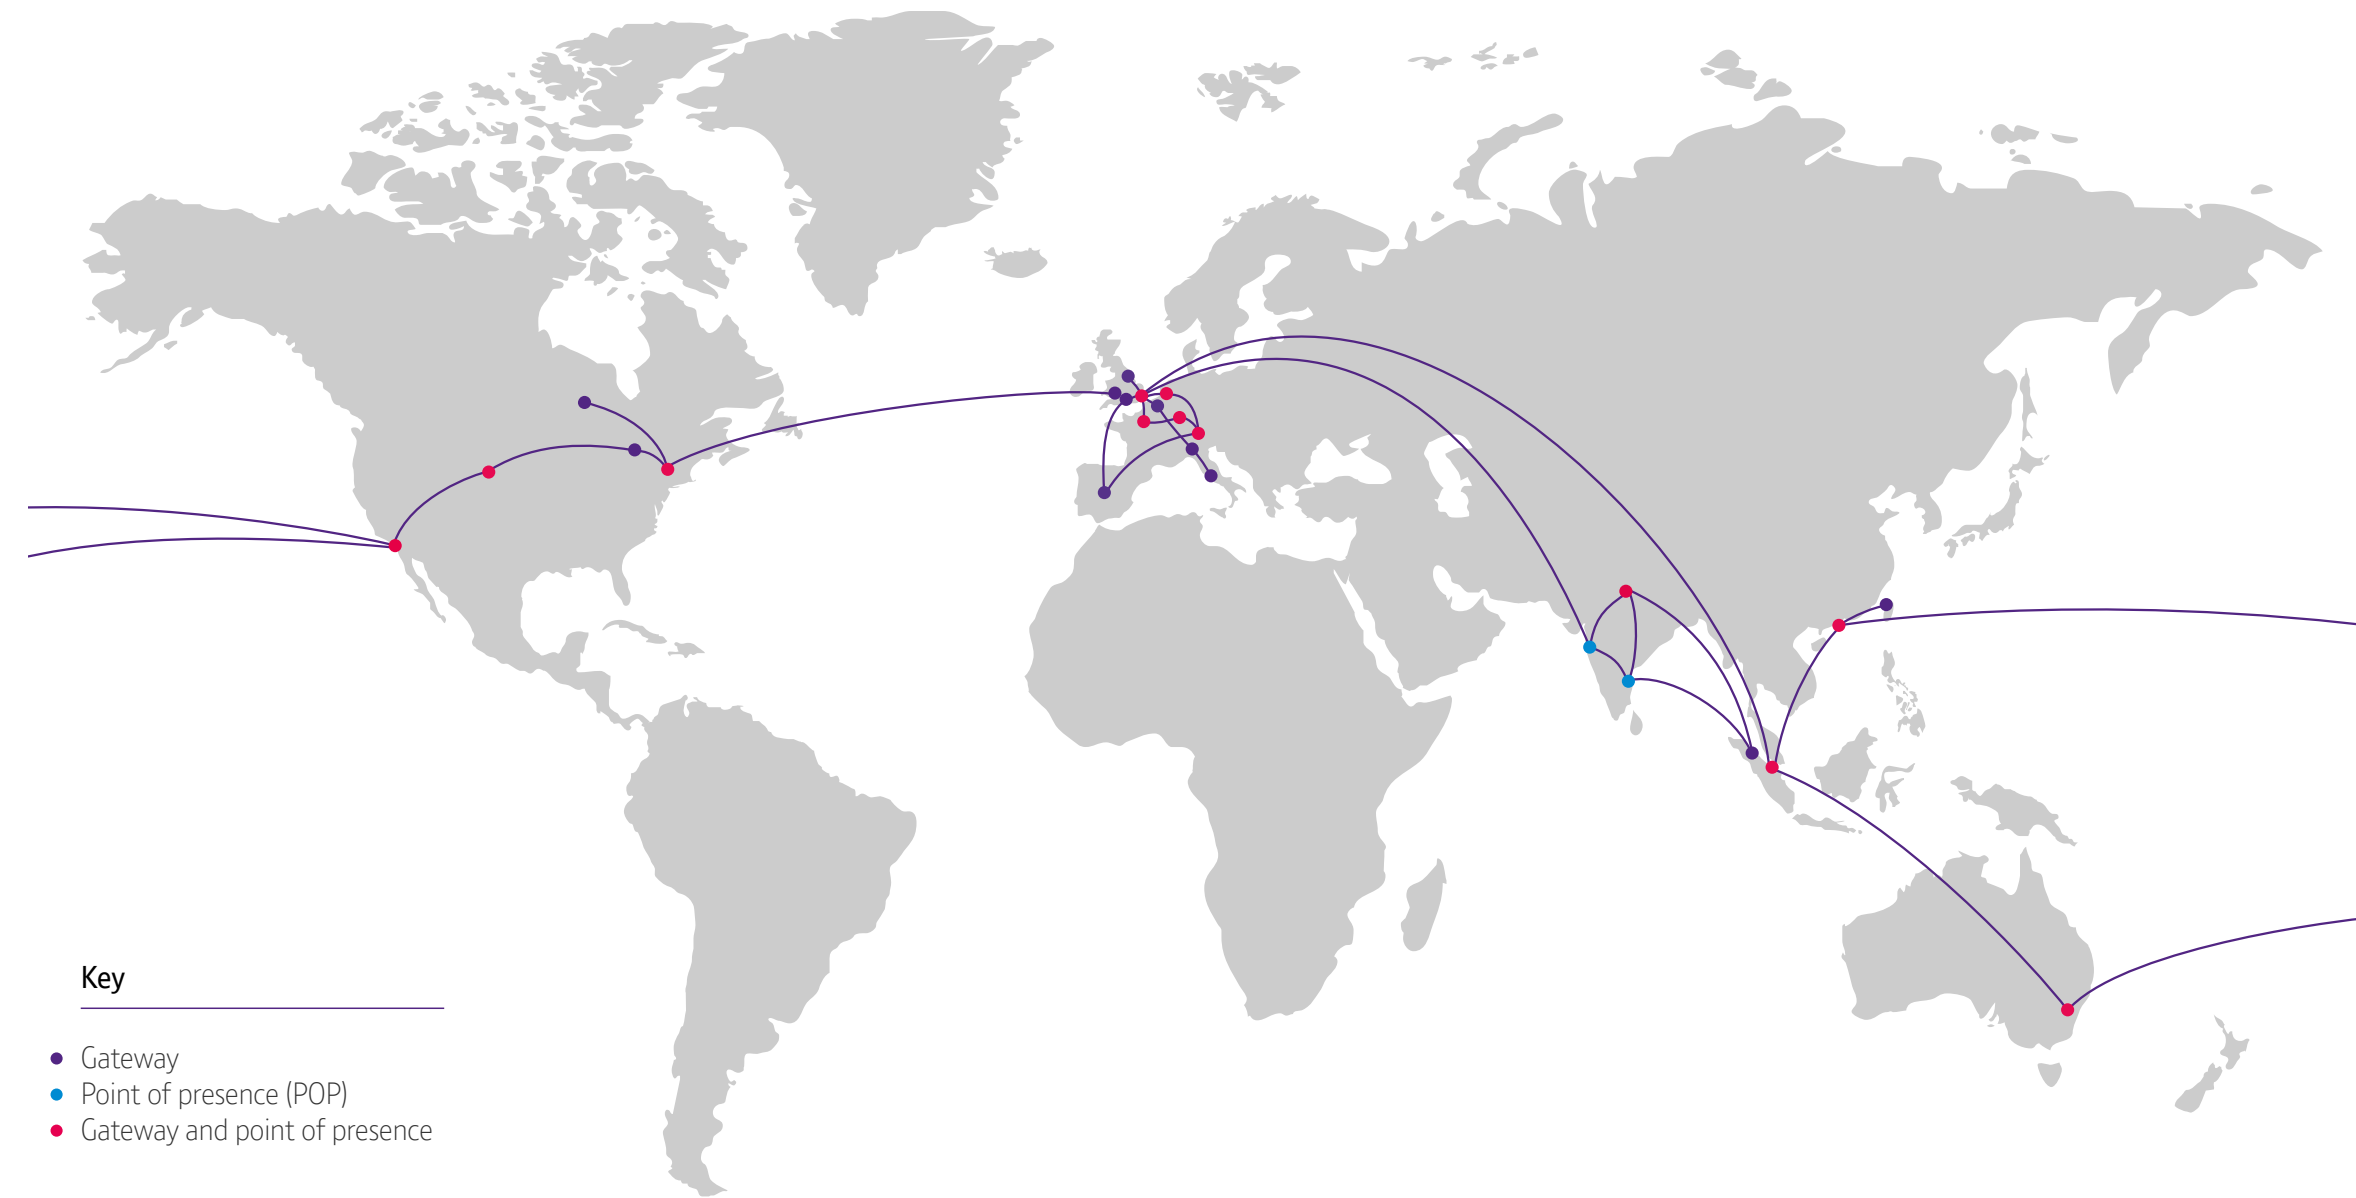 Key
Gateway
Point of presence (POP)
Gateway and point of presence